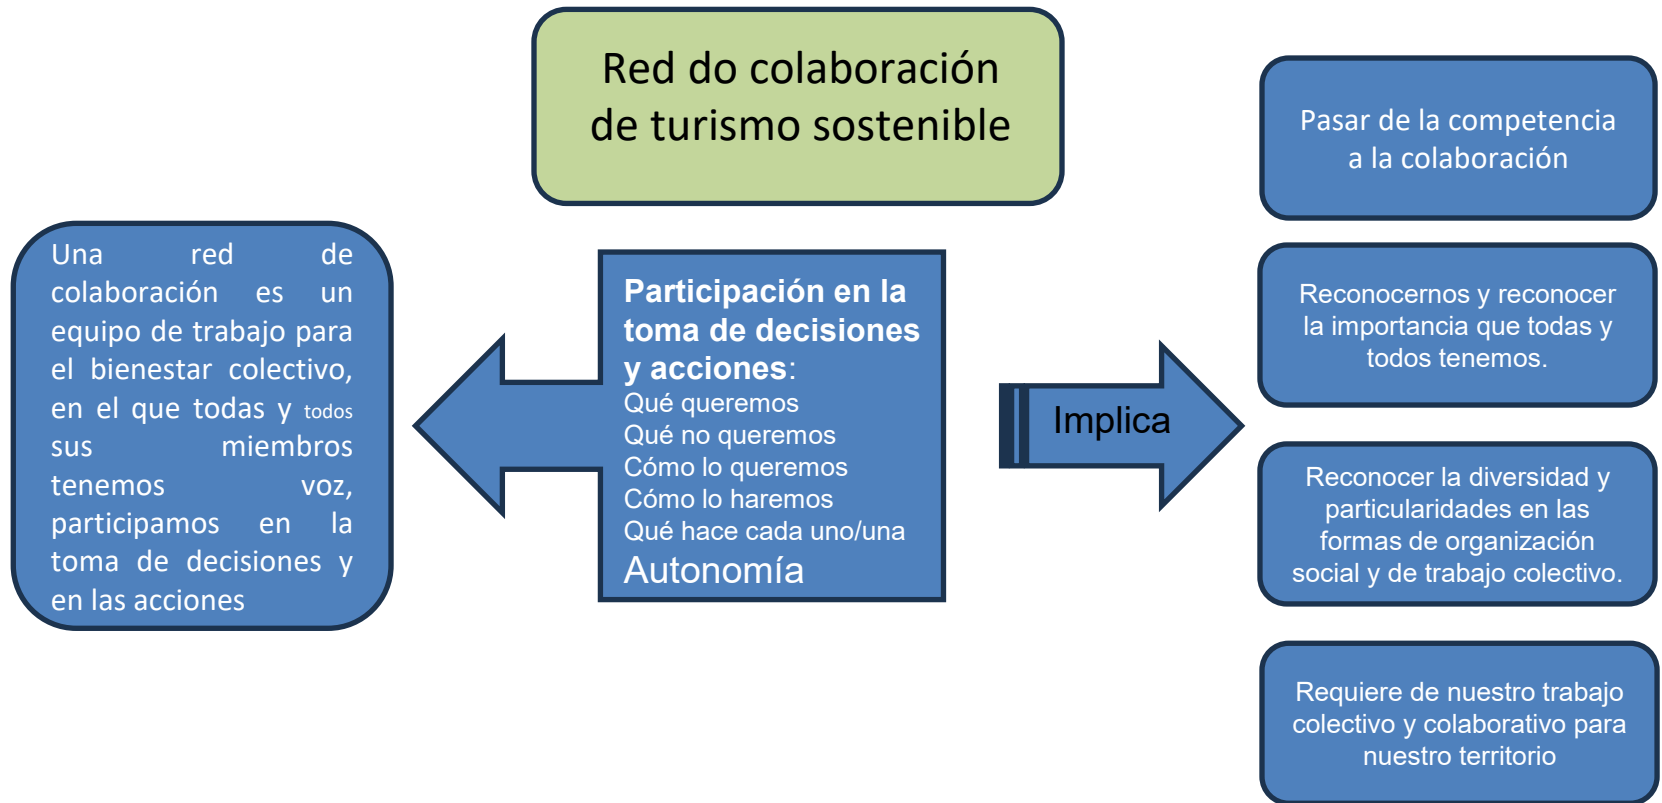 Red do colaboración
de turismo sostenible
Una red de
colaboración es un
equipo de trabajo para
el bienestar colectivo,
en el que todas y todos
sus miembros
tenemos voz,
participamos en la
toma de decisiones y
en las acciones
Participación en la
toma de decisiones
y acciones:
Qué queremos
Qué no queremos
Cómo lo queremos
Cómo lo haremos
Qué hace cada uno/una
Autonomía
Implica
Pasar de la competencia
a la colaboración
Reconocernos y reconocer
la importancia que todas y
todos tenemos.
Reconocer la diversidad y
particularidades en las
formas de organización
social y de trabajo colectivo.
Requiere de nuestro trabajo
colectivo y colaborativo para
nuestro territorio